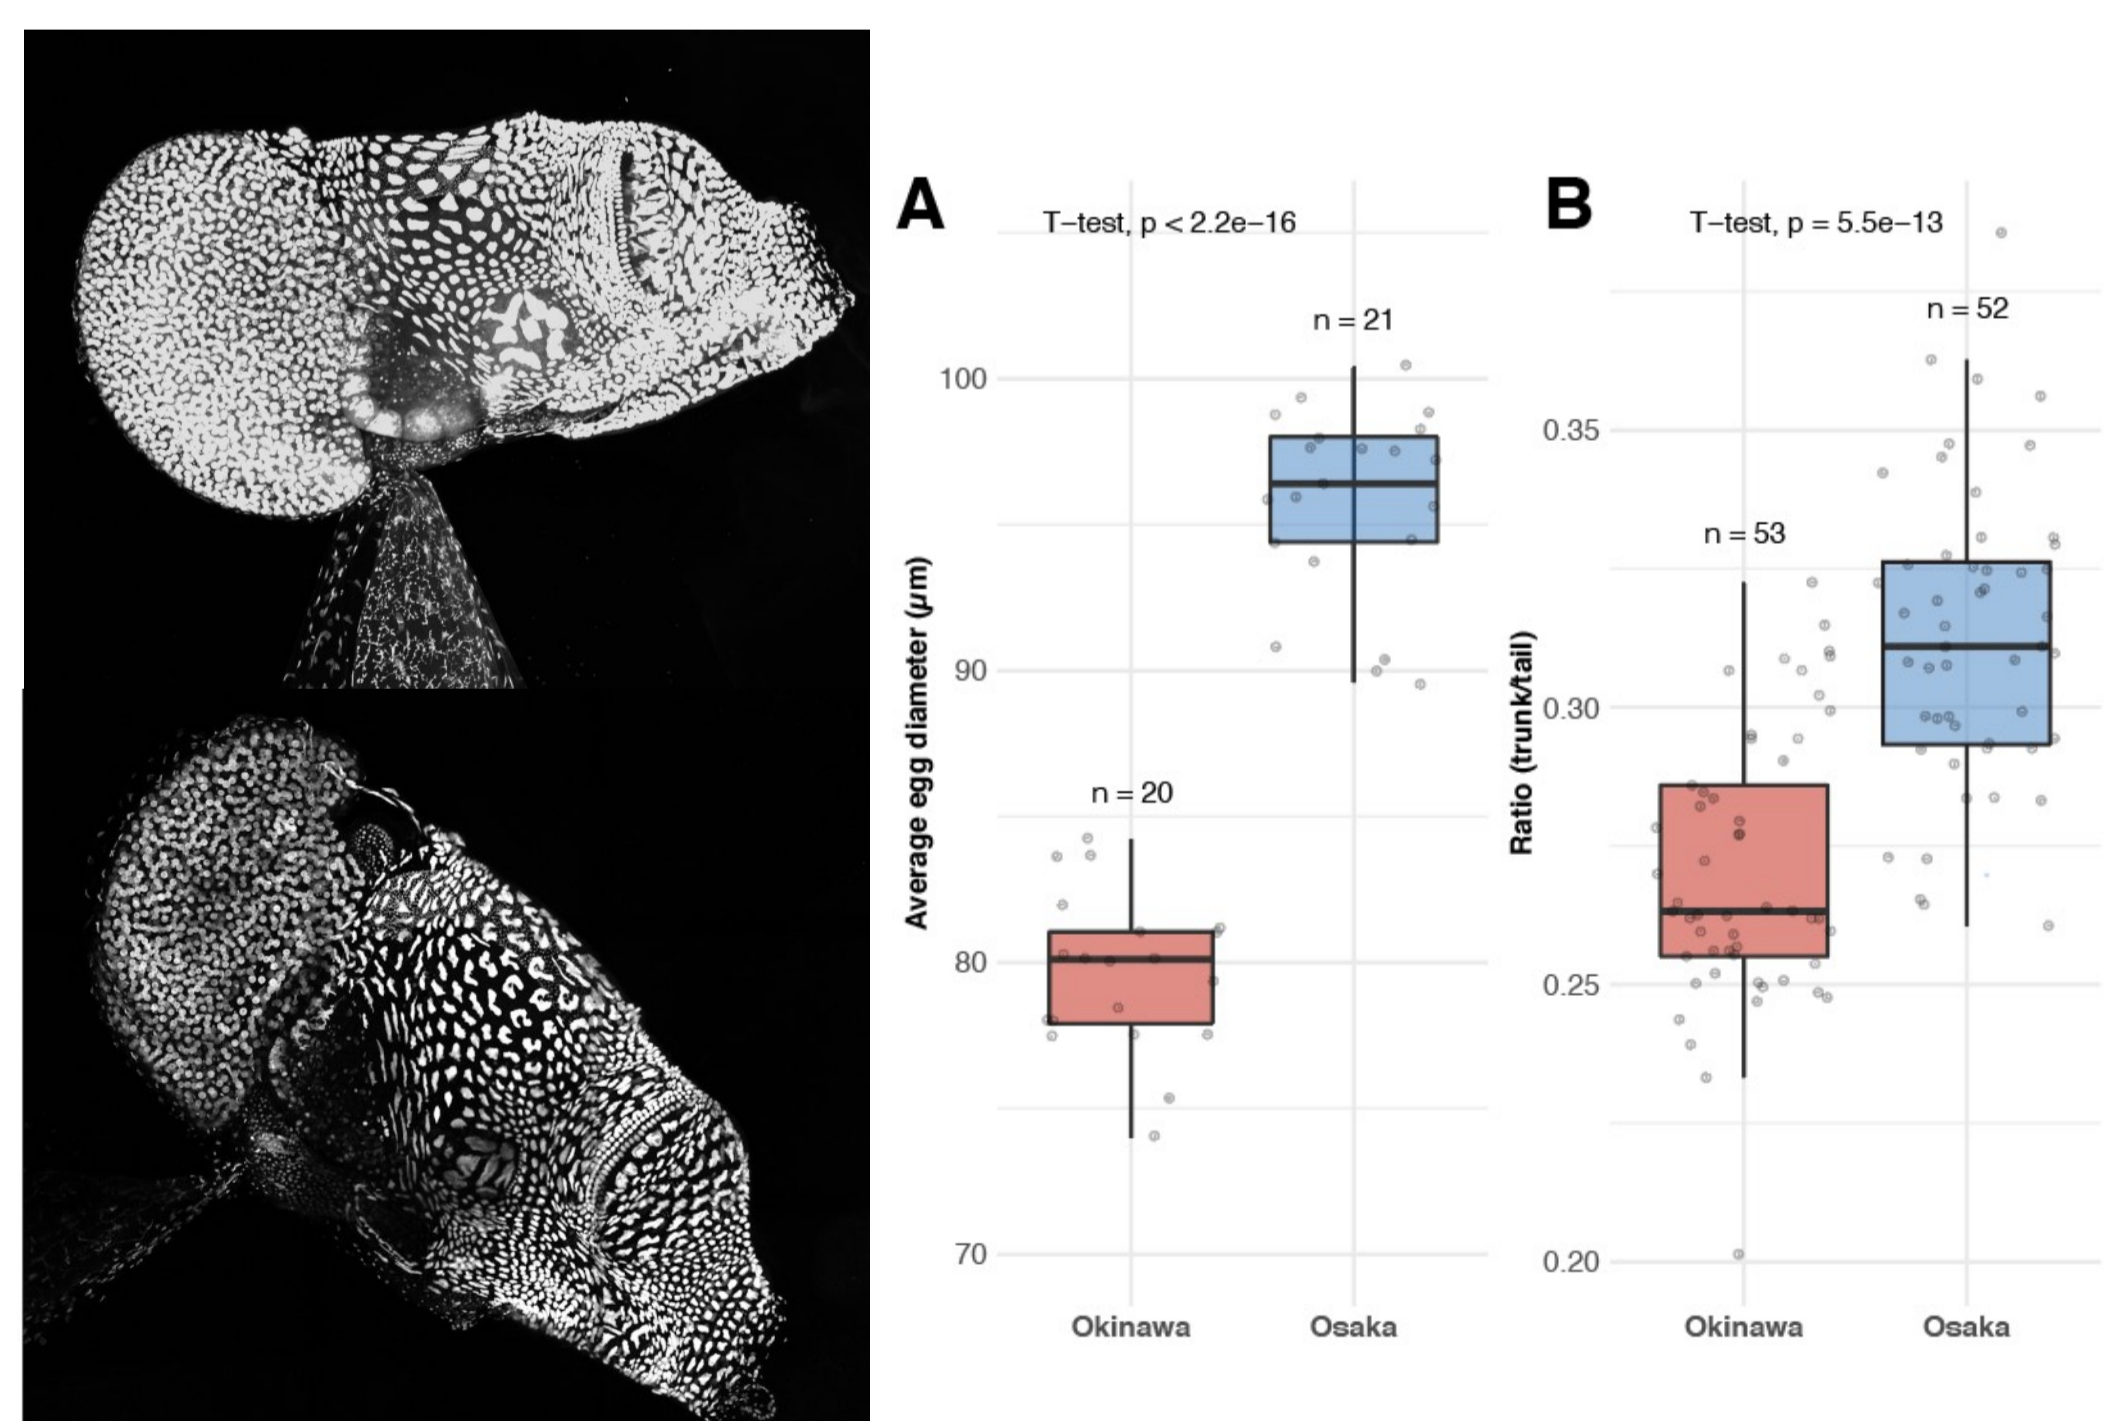 A
T-test, p < 2.2e-16
n = 21
n = 20
Average egg diameter (µm)
100
90
80
70
Okinawa
Osaka
B
T-test, p = 5.5e-13
n = 52
n = 53
Ratio (trunk/tail)
0.35
0.30
0.25
0.20
Okinawa
Osaka